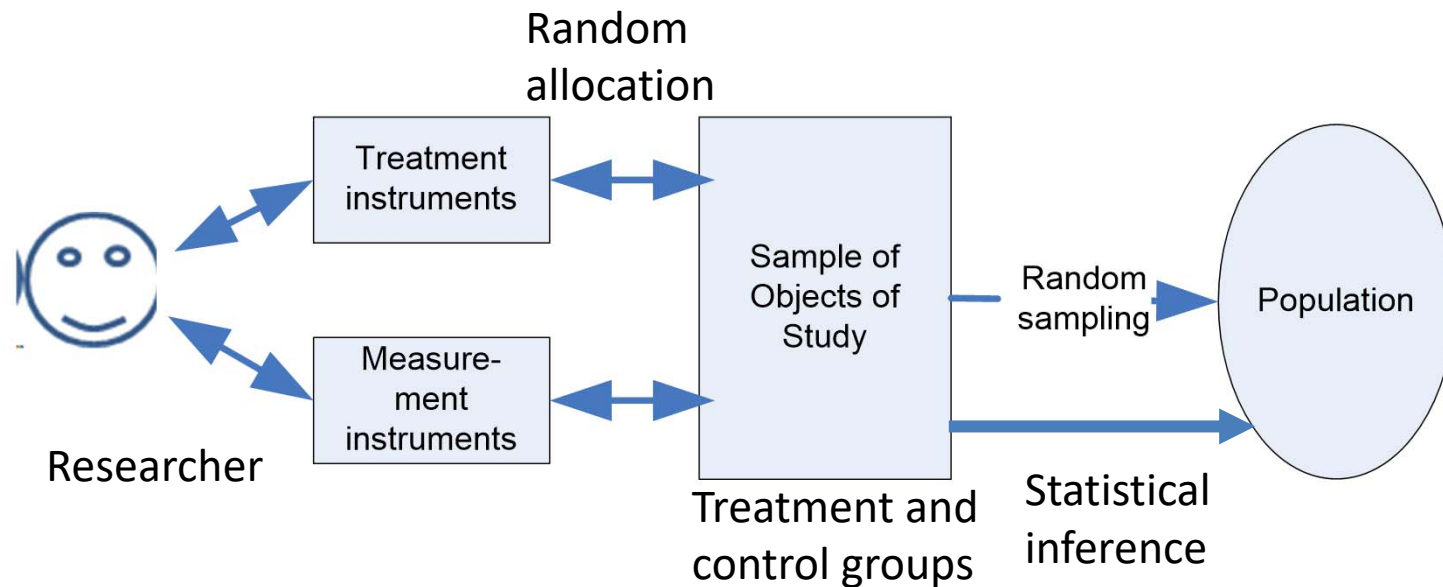 Random
allocation
Treatment
instruments
Measure-
ment
instruments
Researcher
Sample of
Objects of
Study
Treatment and
control groups
Random
sampling
Statistical
inference
Population